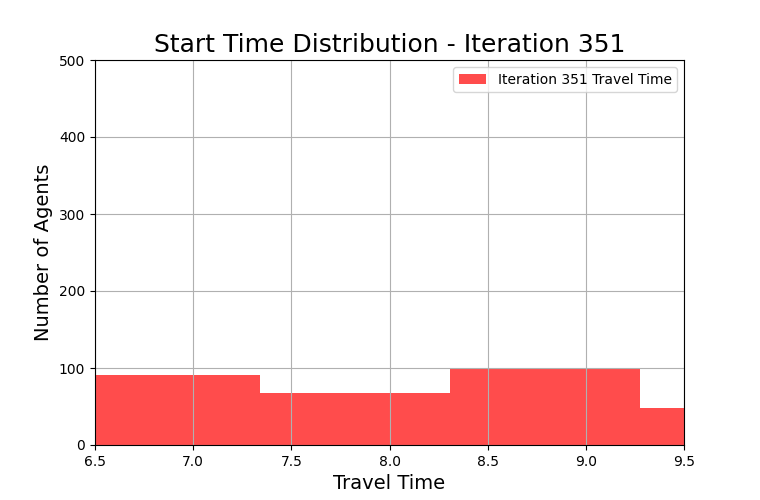 Start Time Distribution - Iteration 351
500
Iteration 351 Travel Time
400
300
200
100
0
Number of Agents
6.5 7.0 7.5 8.0 8.5 9.0 9.5
Travel Time